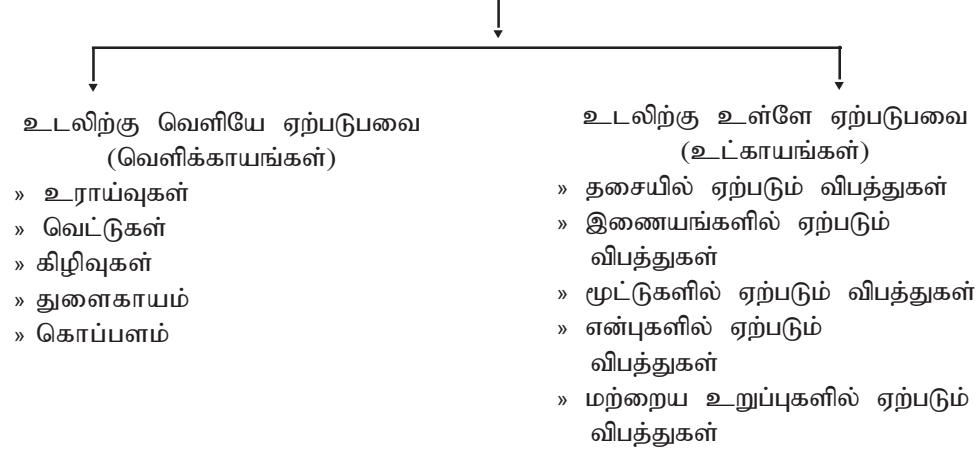 உடலிற்கு வெளியே ஏற்படுபவை
(வெளிக்காயங்கள்)
» உராய்வுகள்
» வெட்டுகள்
» கிழிவுகள்
» துளைகாயம்
» கொப்பளம்
உடலிற்கு உள்ளே ஏற்படுபவை
(உட்காயங்கள்)
» தசையில் ஏற்படும் விபத்துகள்
» இணையங்களில் ஏற்படும்
விபத்துகள்
» மூட்டுகளில் ஏற்படும் விபத்துகள்
» என்புகளில் ஏற்படும்
விபத்துகள்
» மற்றைய உறுப்புகளில் ஏற்படும்
விபத்துகள்